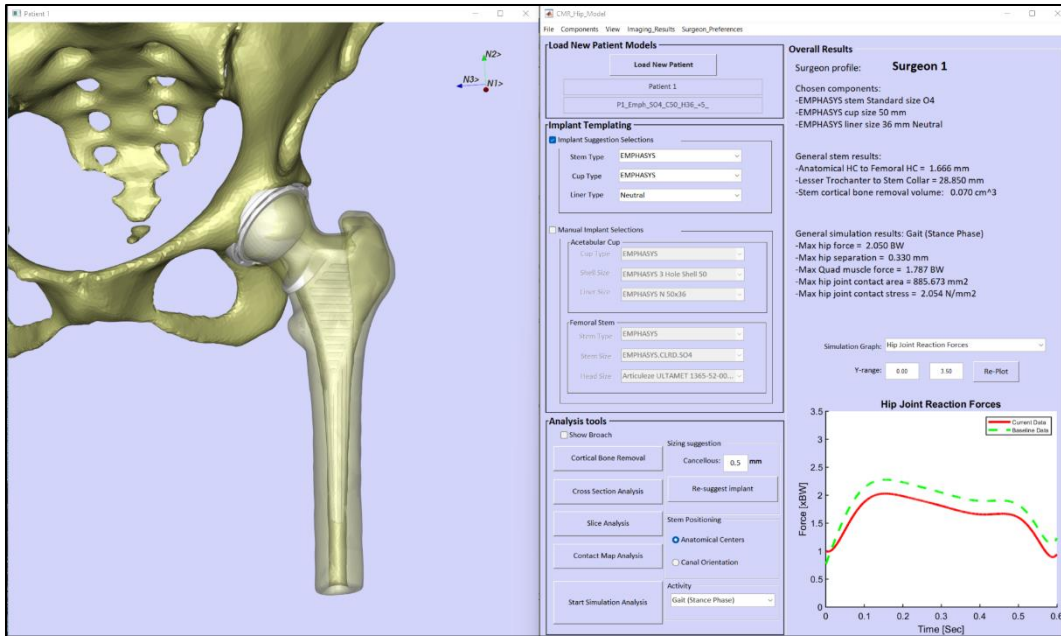 Patient 1
N2>
N3>
N1>
CMR_Hip_Model
File Components View Imaging_Results Surgeon_Preferences
Load New Patient Models
Load New Patient
Patient 1
P1_Emph_SO4_C50_H36_+5_
Implant Templating
Implant Suggestion Selections
Stem Type EMPHASYS
Cup Type EMPHASYS
Liner Type Neutral
Manual Implant Selections
Acetabular Cup
Cup Type EMPHASYS
Shell Size EMPHASYS 3 Hole Shell 50
Liner Size EMPHASYS N 50x36
Femoral Stem
Stem Type EMPHASYS
Stem Size EMPHASYS.CLRD.SO4
Head Size Articuleze ULTAMET 1365-52-00...
Analysis tools
Show Broach
Cortical Bone Removal
Cross Section Analysis
Slice Analysis
Contact Map Analysis
Start Simulation Analysis
Sizing suggestion
Cancellous: 0.5 mm
Re-suggest implant
Stem Positioning
Anatomical Centers
Canal Orientation
Activity
Gait (Stance Phase)
Overall Results
Surgeon profile: Surgeon 1
Chosen components:
-EMPHASYS stem Standard size O4
-EMPHASYS cup size 50 mm
-EMPHASYS liner size 36 mm Neutral
General stem results:
-Anatomical HC to Femoral HC = 1.666 mm
-Lesser Trochanter to Stem Collar = 28.850 mm
-Stem cortical bone removal volume: 0.070 cm^3
General simulation results: Gait (Stance Phase)
-Max hip force = 2.050 BW
-Max hip separation = 0.330 mm
-Max Quad muscle force = 1.787 BW
-Max hip joint contact area = 885.673 mm2
-Max hip joint contact stress = 2.054 N/mm2
Simulation Graph: Hip Joint Reaction Forces
Y-range: 0.00 3.50 Re-Plot
Hip Joint Reaction Forces
Current Data
Baseline Data
Force [xBW]
3.5
3
2.5
2
1.5
1
0.5
0
0 0.1 0.2 0.3 0.4 0.5 0.6
Time [Sec]